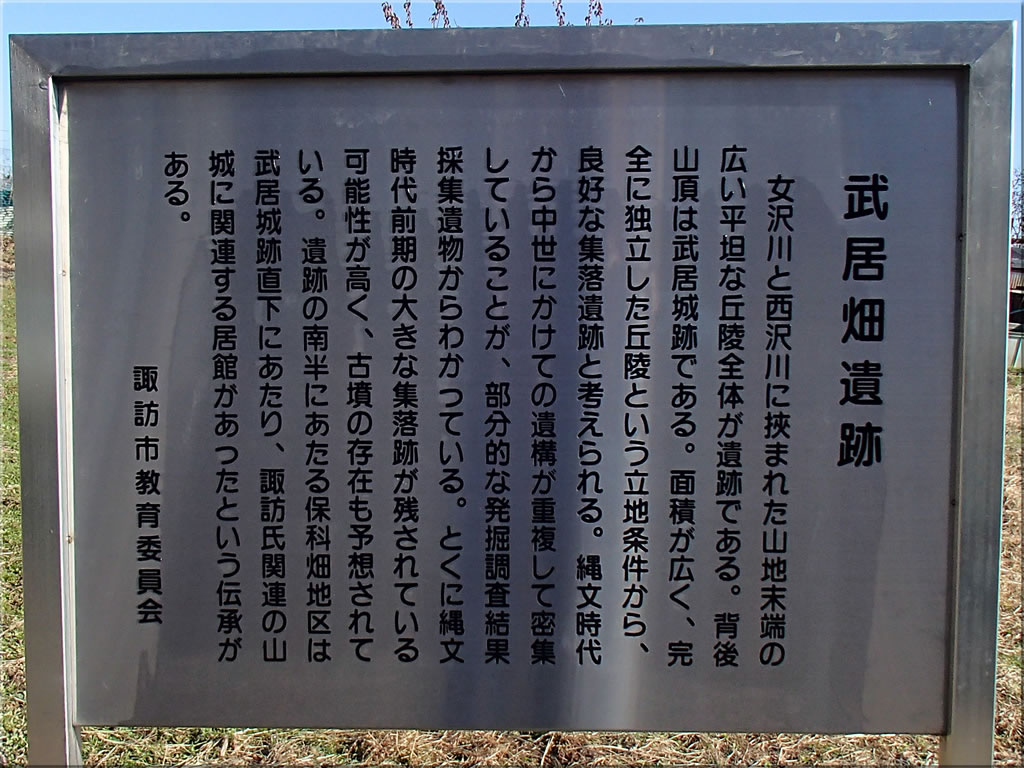 武居畑遺跡
女沢川と西沢川に挾まれた山地末端の
広い平坦な丘陵全体が遺跡である。背後
山頂は武居城跡である。面積が広く、完
全に独立した丘陵という立地条件から、
良好な集落遺跡と考えられる。縄文時代
から中世にかけての遺構が重複して密集
していることが、部分的な発掘調査結果
採集遺物からわかっている。とくに縄文
時代前期の大きな集落跡が残されている
可能性が高く、古墳の存在も予想されて
いる。遺跡の南半にあたる保科畑地区は
武居城跡直下にあたり、諏訪氏関連の山
城に関連する居館があったという伝承が
ある。
諏訪市教育委員会